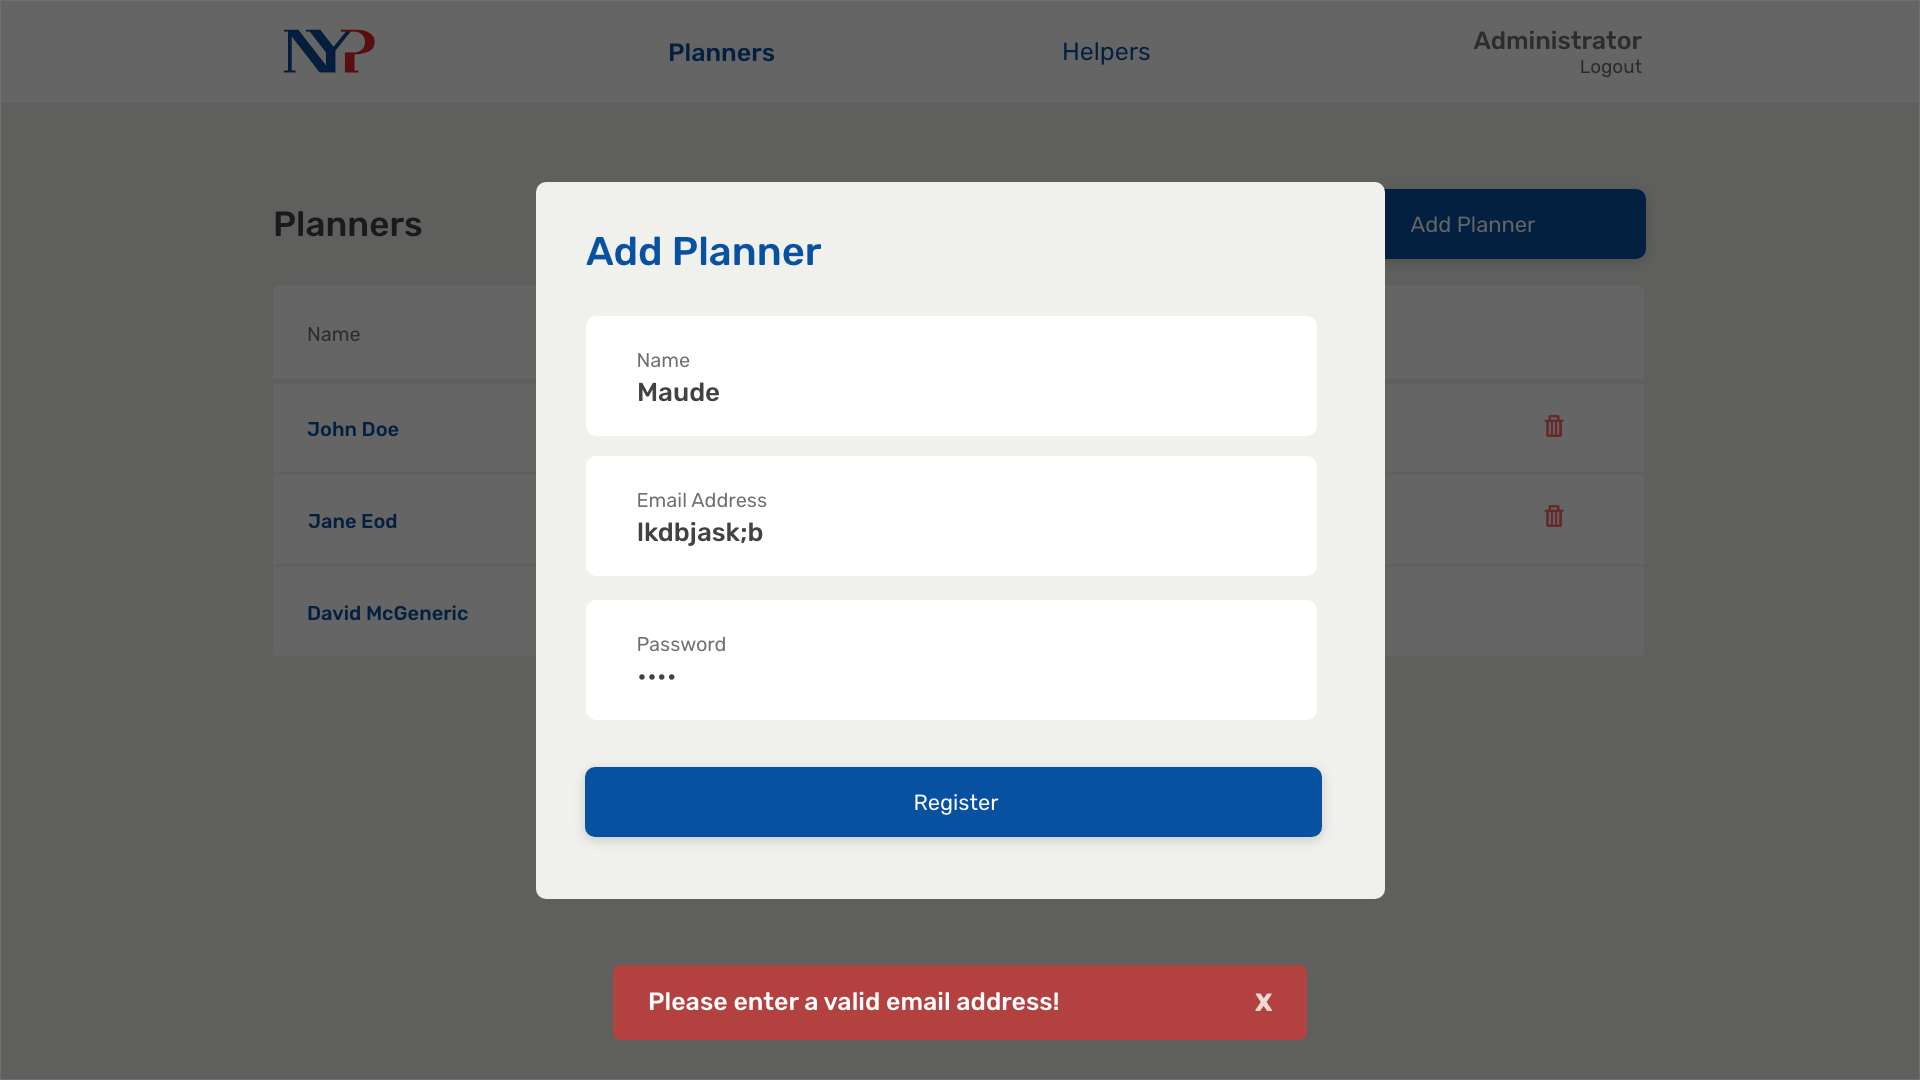 NYP
Planners
Helpers
Administrator
Logout
Planners
Add Planner
Name
John Doe
Jane Eod
David McGeneric
Add Planner
Name
Maude
Email Address
lkdbjask;b
Password
••••
Register
Please enter a valid email address!
X